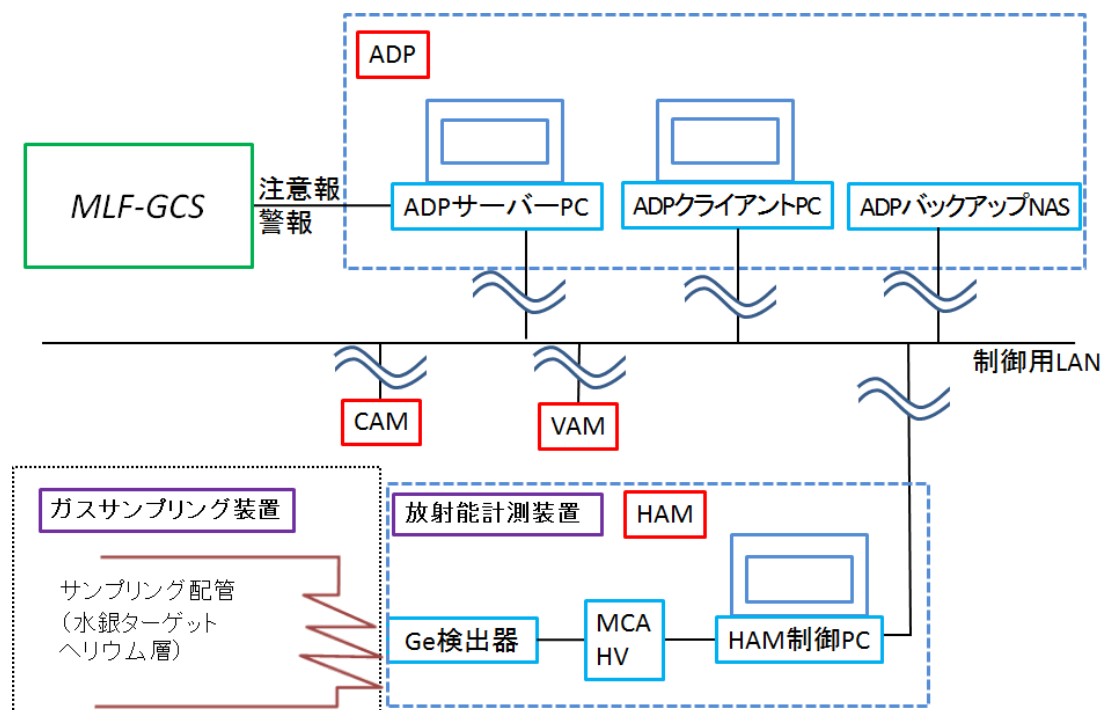 ADP
MLF-GCS
注意報
警報
ADPサーバーPC
ADPクライアントPC
ADPバックアップNAS
制御用LAN
CAM
VAM
ガスサンプリング装置
放射能計測装置
HAM
サンプリング配管
（水銀ターゲット
ヘリウム層）
Ge検出器
MCA
HV
HAM制御PC